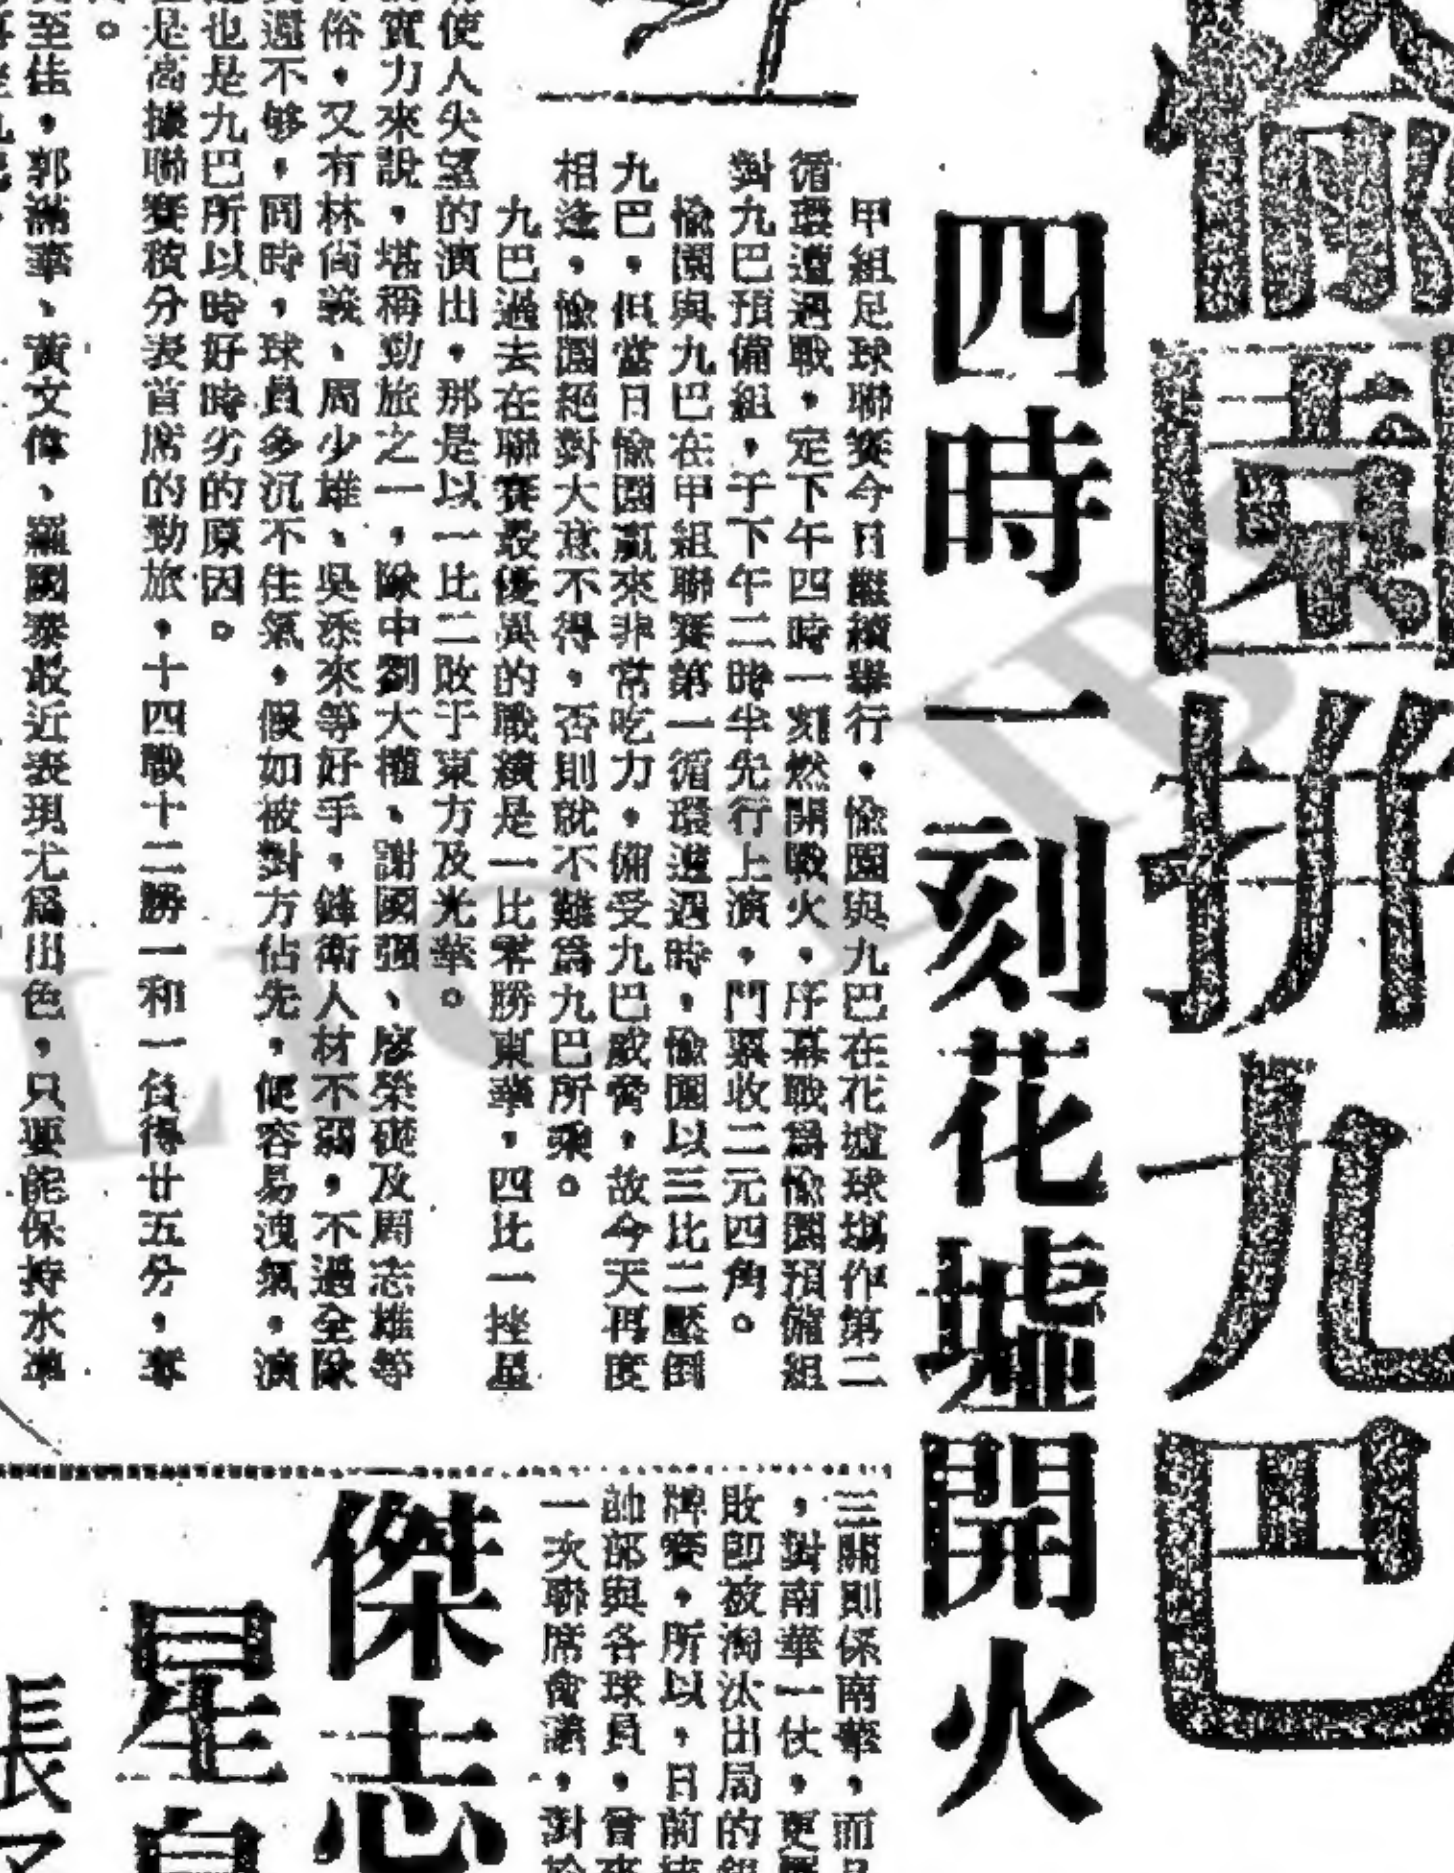 愉園拚九巴
四時一刻花墟開火
甲組足球聯賽今日繼續舉行，愉園與九巴在花墟球場作第二
循環遭遇戰，定下午四時一刻燃開戰火，序幕戰爲愉園預備組
對九巴預備組，于下午二時半先行上演，門票收二元四角。
愉園與九巴在甲組聯賽第一循環遭遇時，愉園以三比二壓倒
九巴，但當日愉園贏來非常吃力，備受九巴威脅，故今天再度
相逢，愉園絕對大意不得，否則就不難爲九巴所乘。
九巴過去在聯賽最優異的戰績是一比零勝東華，四比一挫星
使人失望的演出，那是以一比二敗于東方及光華。
實力來說，堪稱勁旅之一，隊中劉大權、謝國强、廖榮礎及周志雄等
俗，又有林尙義、周少雄、吳添來等好手，鋒衛人材不弱，不過全隊
還不够，同時，球員多沉不住氣，假如被對方佔先，便容易洩氣，演
也是九巴所以時好時劣的原因。
是高據聯賽積分表首席的勁旅，十四戰十二勝一和一負得廿五分，奪
至佳，郭滿華、黃文偉、羅國泰最近表現尤爲出色，只要能保持水準
三關則係南華，而
，對南華一仗，更
敗卽被淘汰出局的
牌賽，所以，日前
帥部與各球員，曾來
一次聯席會議，對於
傑志
星
張